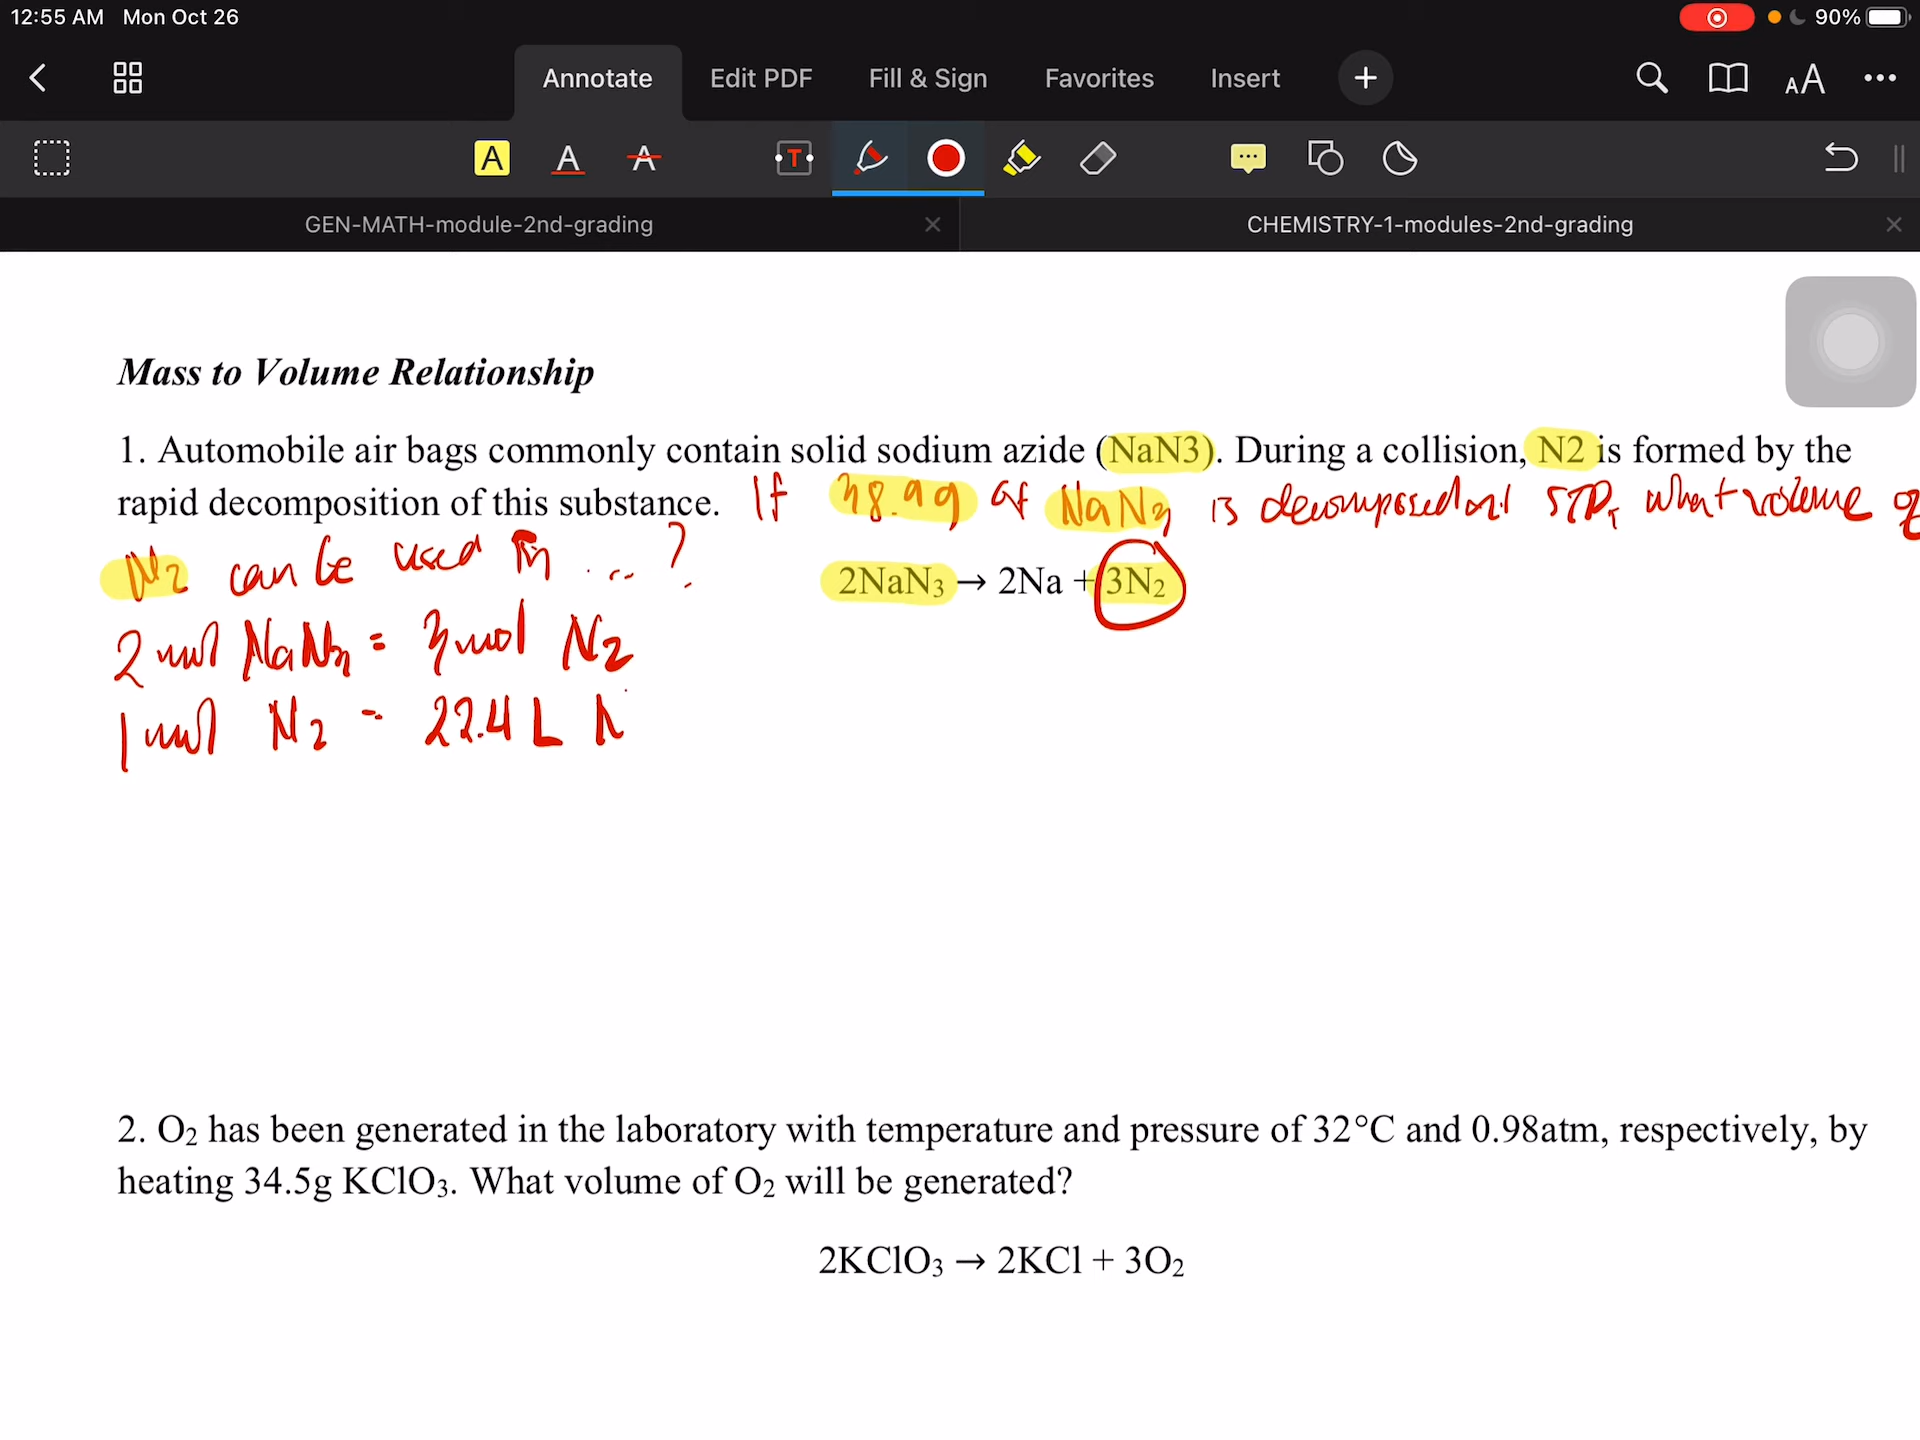 12:55 AM Mon Oct 26 90%
Annotate Edit PDF Fill & Sign Favorites Insert
A A A T
GEN-MATH-module-2nd-grading CHEMISTRY-1-modules-2nd-grading
Mass to Volume Relationship
1. Automobile air bags commonly contain solid sodium azide (NaN3). During a collision, N2 is formed by the
rapid decomposition of this substance. If 38.9g of NaN3 is decomposed at STP, what volume of
N2 can be used in ... ?
2NaN₃ → 2Na + 3N₂
2 mol NaN3 = 3 mol N2
1 mol N2 = 22.4 L N
2. O₂ has been generated in the laboratory with temperature and pressure of 32°C and 0.98atm, respectively, by
heating 34.5g KClO₃. What volume of O₂ will be generated?
2KClO₃ → 2KCl + 3O₂